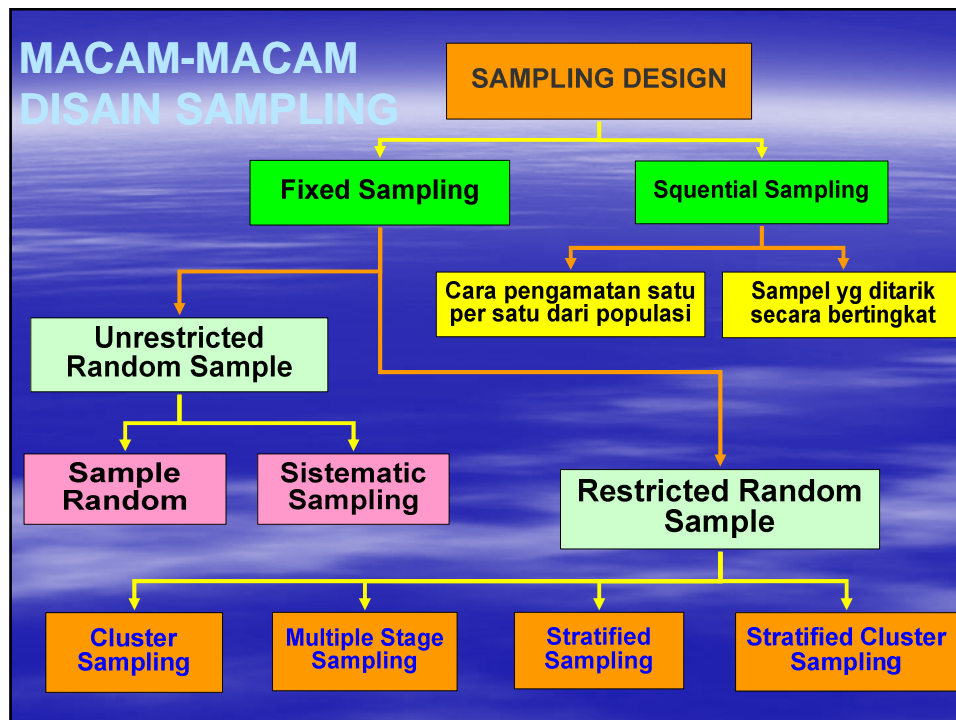 MACAM-MACAM
DISAIN SAMPLING
SAMPLING DESIGN
Fixed Sampling
Squential Sampling
Cara pengamatan satu
per satu dari populasi
Sampel yg ditarik
secara bertingkat
Unrestricted
Random Sample
Sample
Random
Sistematic
Sampling
Restricted Random
Sample
Cluster
Sampling
Multiple Stage
Sampling
Stratified
Sampling
Stratified Cluster
Sampling